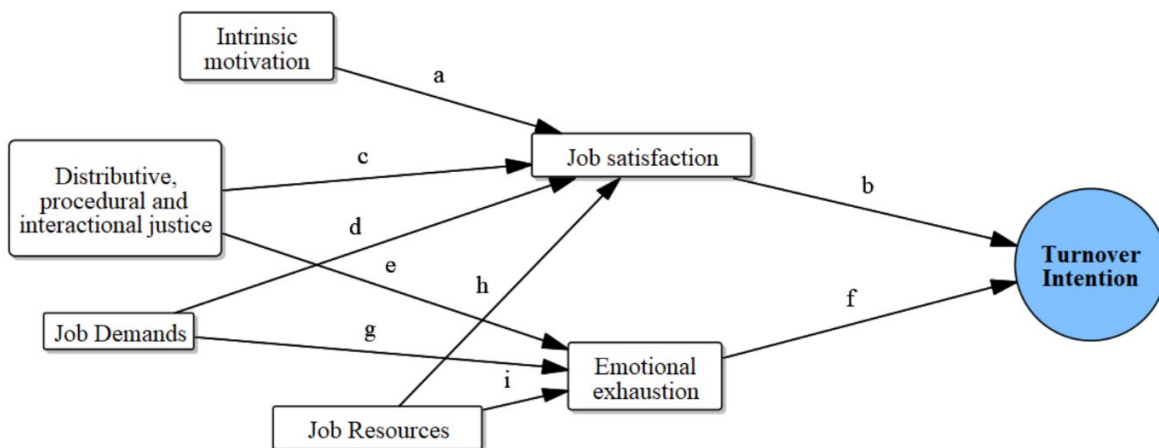 Intrinsic
motivation
a
Distributive,
procedural and
interactional justice
c
Job satisfaction
b
d
e
h
Turnover
Intention
f
Job Demands
g
Emotional
exhaustion
i
Job Resources